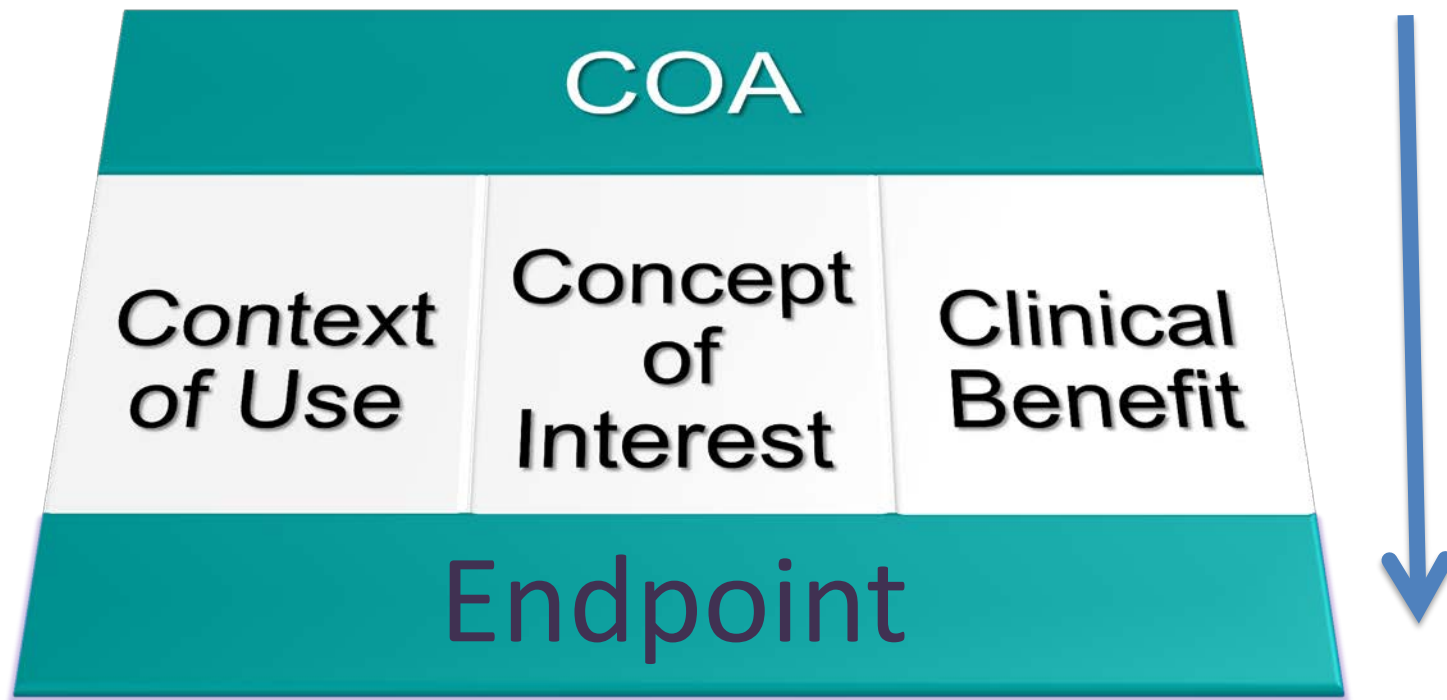 COA
Context
of Use
Concept
of
Interest
Clinical
Benefit
Endpoint